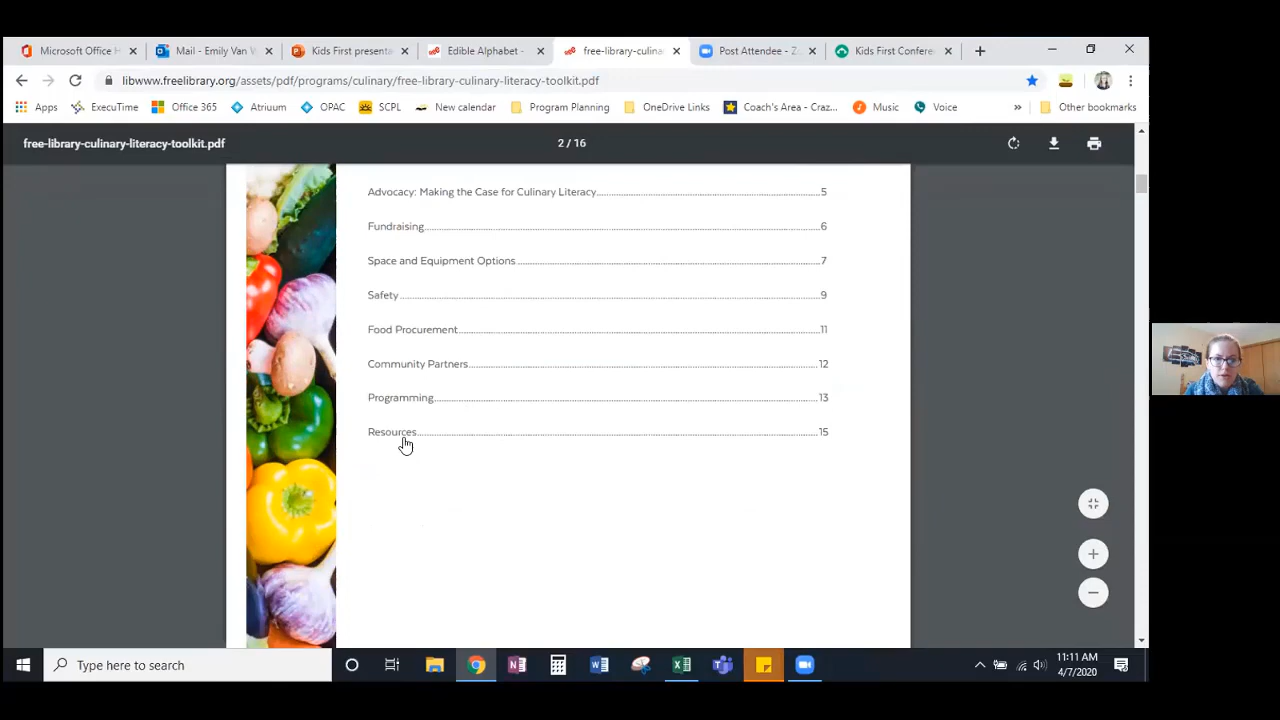 Microsoft Office H
Mail - Emily Van W
Kids First presenta
Edible Alphabet -
free-library-culina
Post Attendee - Z
Kids First Confere
libwww.freelibrary.org/assets/pdf/programs/culinary/free-library-culinary-literacy-toolkit.pdf
Apps
ExecuTime
Office 365
Atrium
OPAC
SCPL
New calendar
Program Planning
OneDrive Links
Coach's Area - Craz...
Music
Voice
»
Other bookmarks
free-library-culinary-literacy-toolkit.pdf
2 / 16
Advocacy: Making the Case for Culinary Literacy 5
Fundraising 6
Space and Equipment Options 7
Safety 9
Food Procurement 11
Community Partners 12
Programming 13
Resources 15
Type here to search
11:11 AM
4/7/2020